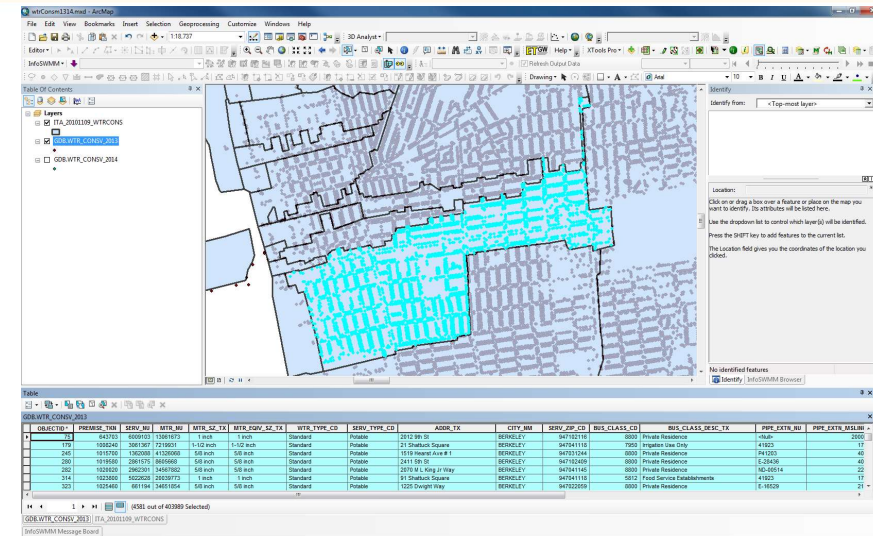 wtrConsm1314.mxd - ArcMap
File Edit View Bookmarks Insert Selection Geoprocessing Customize Windows Help
1:18.737 3D Analyst
Editor Help XTools Pro
InfoSWMM Refresh Output Data
Drawing Arial 10 B I U A
Table Of Contents
Layers
ITA_20101109_WTRCONS
GDB.WTR_CONSV_2013
GDB.WTR_CONSV_2014
Identify
Identify from: <Top-most layer>
Location:
Click on or drag a box over a feature or place on the map you
want to identify. Its attributes will be listed here.
Use the dropdown list to control which layer(s) will be identified.
Press the SHIFT key to add features to the current list.
The Location field gives you the coordinates of the location you
clicked.
No identified features
Identify InfoSWMM Browser
Table
GDB.WTR_CONSV_2013
OBJECTID * PREMISE_TKN SERV_NU MTR_NU MTR_SZ_TX MTR_EQIV_SZ_TX WTR_TYPE_CD SERV_TYPE_CD ADDR_TX CITY_NM SERV_ZIP_CD BUS_CLASS_CD BUS_CLASS_DESC_TX PIPE_EXTN_NU PIPE_EXTN_MSLINE
75 843703 6009103 13061673 1 inch 1 inch Standard Potable 2012 9th St BERKELEY 947102116 8800 Private Residence <Null> 2000
179 1006240 3061367 7219931 1-1/2 inch 1-1/2 inch Standard Potable 21 Shattuck Square BERKELEY 947041118 7950 Irrigation Use Only 41923 17
245 1015700 1362088 41326068 5/8 inch 5/8 inch Standard Potable 1519 Hearst Ave # 1 BERKELEY 947031244 8800 Private Residence P41203 40
280 1019580 2861575 8605668 5/8 inch 5/8 inch Standard Potable 2411 5th St BERKELEY 947102409 8800 Private Residence E-28436 40
282 1020820 2962301 34567882 5/8 inch 5/8 inch Standard Potable 2070 M L King Jr Way BERKELEY 947041145 8800 Private Residence ND-00514 22
314 1023800 5022628 20039773 1 inch 1 inch Standard Potable 91 Shattuck Square BERKELEY 947041118 5812 Food Service Establishments 41923 17
323 1025460 661194 34651854 5/8 inch 5/8 inch Standard Potable 1225 Dwight Way BERKELEY 947022059 8800 Private Residence E-16529 21
1 (4581 out of 403989 Selected)
GDB.WTR_CONSV_2013 ITA_20101109_WTRCONS
InfoSWMM Message Board